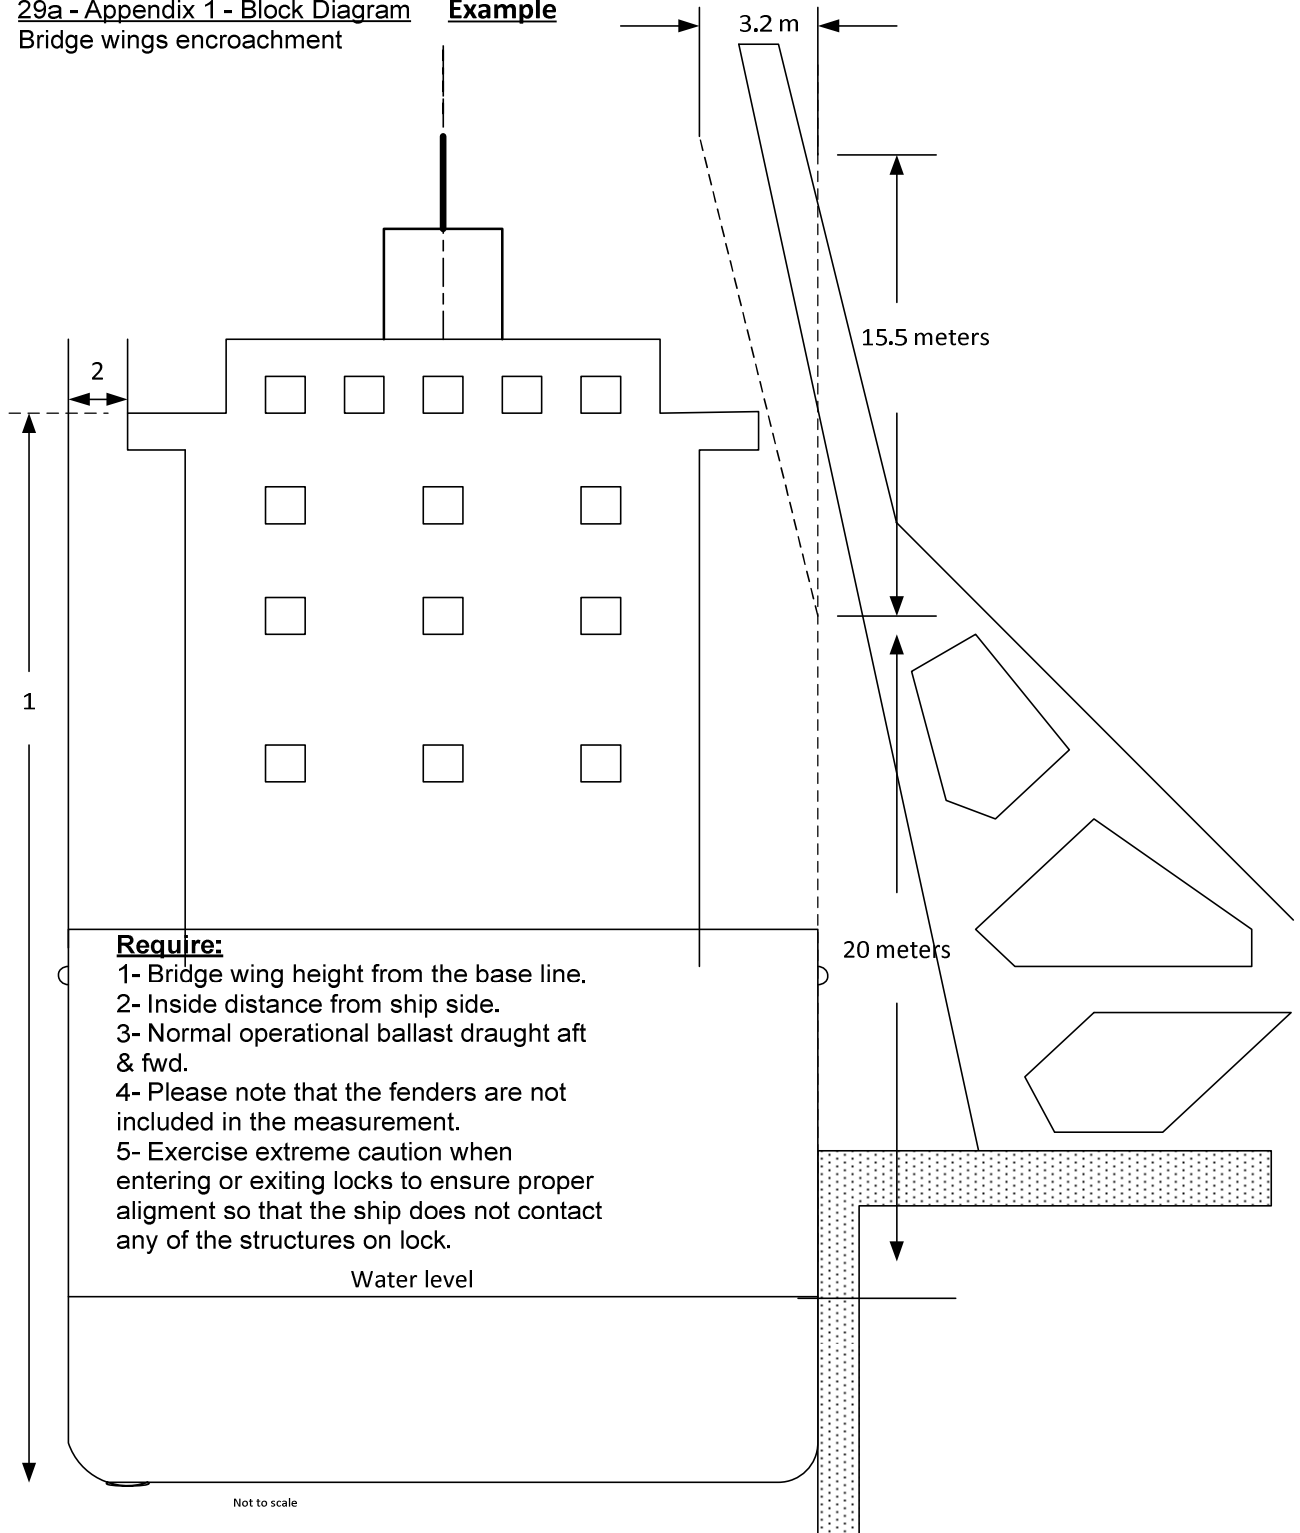 29a - Appendix 1 - Block Diagram Example
Bridge wings encroachment
3.2 m
15.5 meters
2
1
20 meters
Require:
1- Bridge wing height from the base line.
2- Inside distance from ship side.
3- Normal operational ballast draught aft
& fwd.
4- Please note that the fenders are not
included in the measurement.
5- Exercise extreme caution when
entering or exiting locks to ensure proper
aligment so that the ship does not contact
any of the structures on lock.
Water level
Not to scale